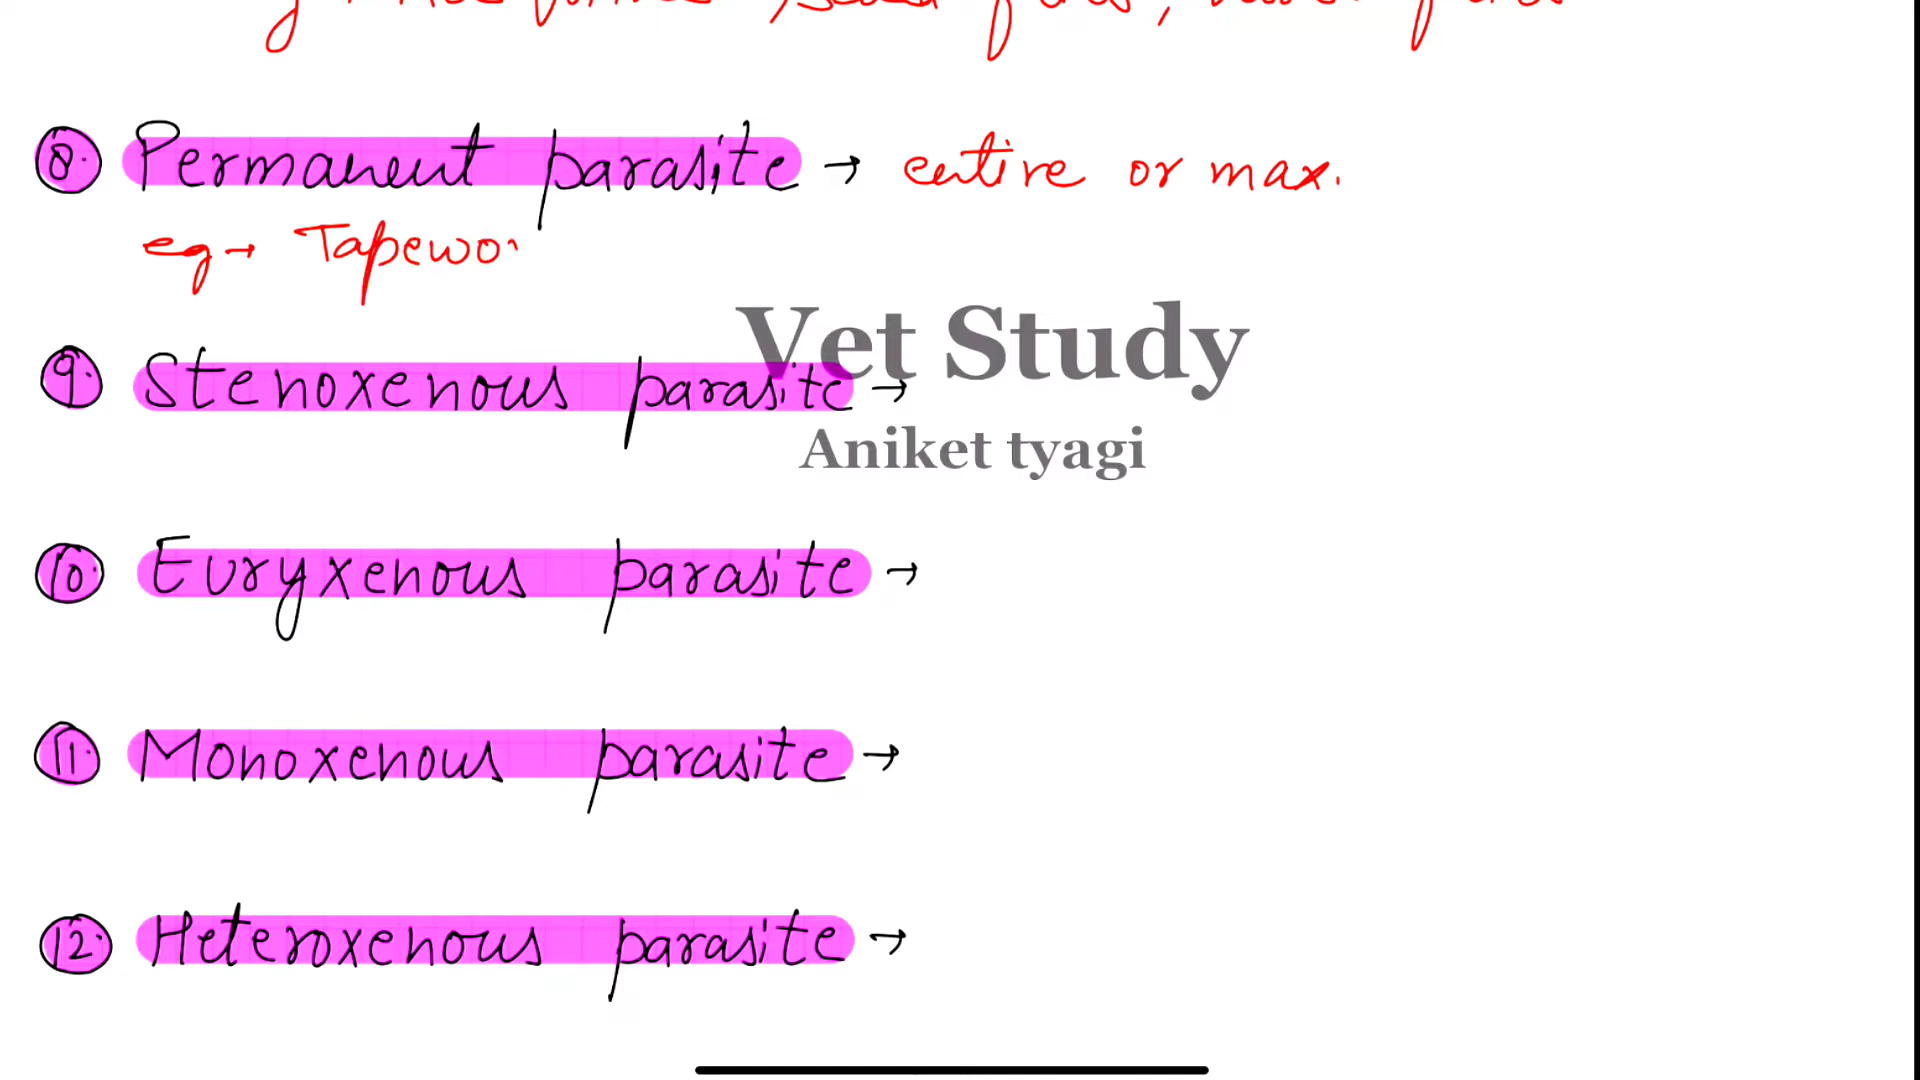 8. Permanent parasite → entire or max.
eg → Tapewo
Vet Study
9. Stenoxenous parasite →
Aniket tyagi
10. Euryxenous parasite →
11. Monoxenous parasite →
12. Heteroxenous parasite →